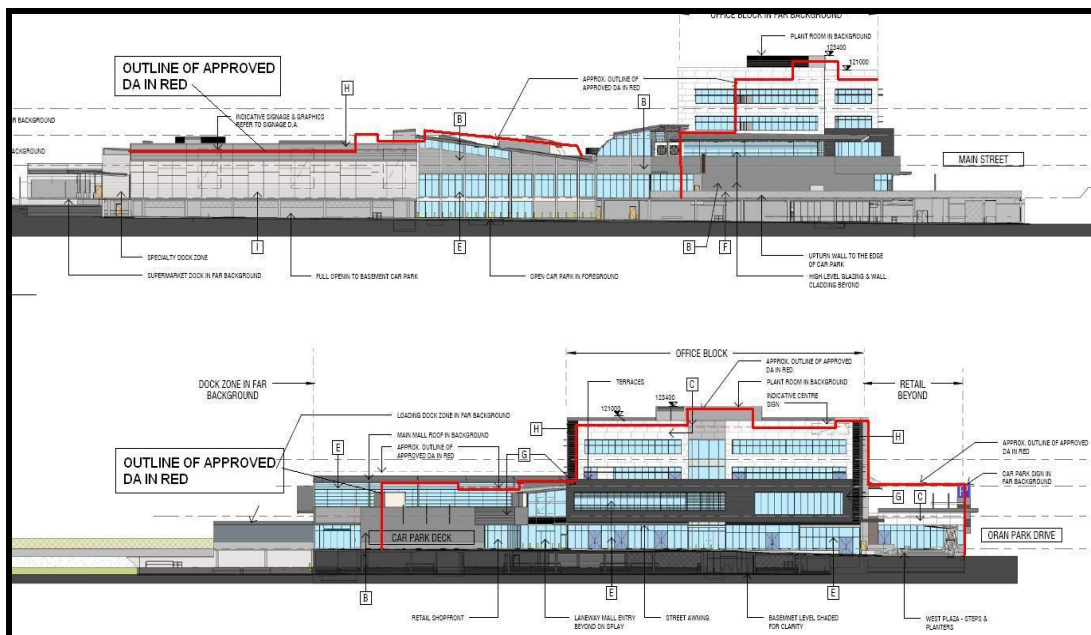 OFFICE BLOCK IN FAR BACKGROUND
PLANT ROOM IN BACKGROUND
123400
121000
OUTLINE OF APPROVED
DA IN RED
H
APPROX. OUTLINE OF
APPROVED DA IN RED
INDICATIVE SIGNAGE & GRAPHICS
REFER TO SIGNAGE D.A.
B
B
BACKGROUND
MAIN STREET
SPECIALTY DOCK ZONE
I
E
B
F
UPTURN WALL TO THE EDGE
OF CAR PARK
SUPERMARKET DOCK IN FAR BACKGROUND
FULL OPENIN TO BASEMENT CAR PARK
OPEN CAR PARK IN FOREGROUND
HIGH LEVEL GLAZING & WALL
CLADDING BEYOND
OFFICE BLOCK
APPROX. OUTLINE OF APPROVED
DA IN RED
DOCK ZONE IN FAR
BACKGROUND
TERRACES
C
PLANT ROOM IN BACKGROUND
RETAIL
BEYOND
INDICATIVE CENTRE
SIGN
123400
121000
LOADING DOCK ZONE IN FAR BACKGROUND
H
H
MAIN MALL ROOF IN BACKGROUND
APPROX. OUTLINE OF
APPROVED DA IN RED
G
APPROX. OUTLINE OF APPROVED
DA IN RED
OUTLINE OF APPROVED
DA IN RED
E
CAR PARK SIGN IN
FAR BACKGROUND
G
C
CAR PARK DECK
ORAN PARK DRIVE
B
E
E
RETAIL SHOPFRONT
LANEWAY MALL ENTRY
BEYOND ON SPLAY
STREET AWNING
BASEMNET LEVEL SHADED
FOR CLARITY
WEST PLAZA - STEPS &
PLANTERS